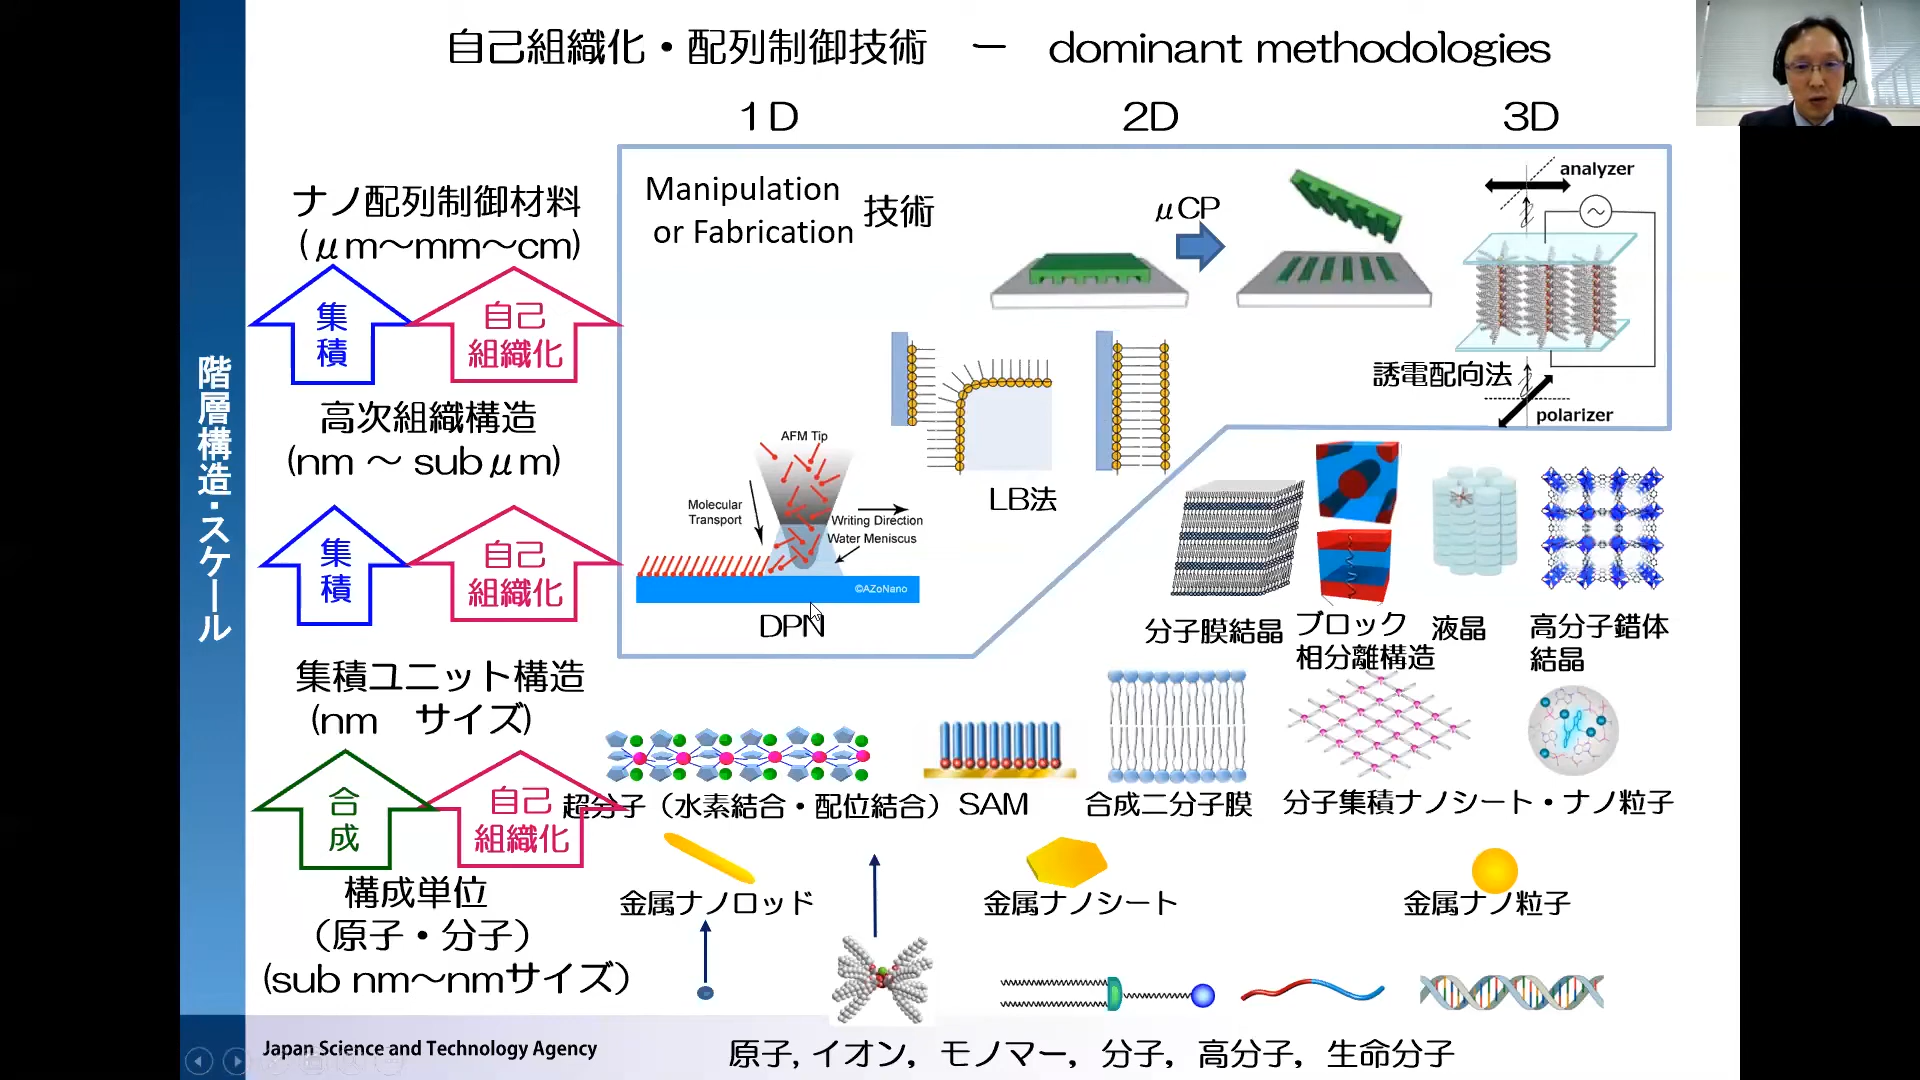 自己組織化・配列制御技術 － dominant methodologies
1D
2D
3D
階層構造・スケール
ナノ配列制御材料
(μm～mm～cm)
集積
自己
組織化
高次組織構造
(nm ～ subμm)
集積
自己
組織化
集積ユニット構造
(nm サイズ)
合成
自己
組織化
構成単位
(原子・分子)
(sub nm～nmサイズ)
Manipulation
or Fabrication
技術
μCP
analyzer
誘電配向法
polarizer
LB法
AFM Tip
Molecular
Transport
Writing Direction
Water Meniscus
©AZoNano
DPN
分子膜結晶
ブロック
相分離構造
液晶
高分子錯体
結晶
超分子（水素結合・配位結合）
SAM
合成二分子膜
分子集積ナノシート・ナノ粒子
金属ナノロッド
金属ナノシート
金属ナノ粒子
原子, イオン, モノマー, 分子, 高分子, 生命分子
Japan Science and Technology Agency